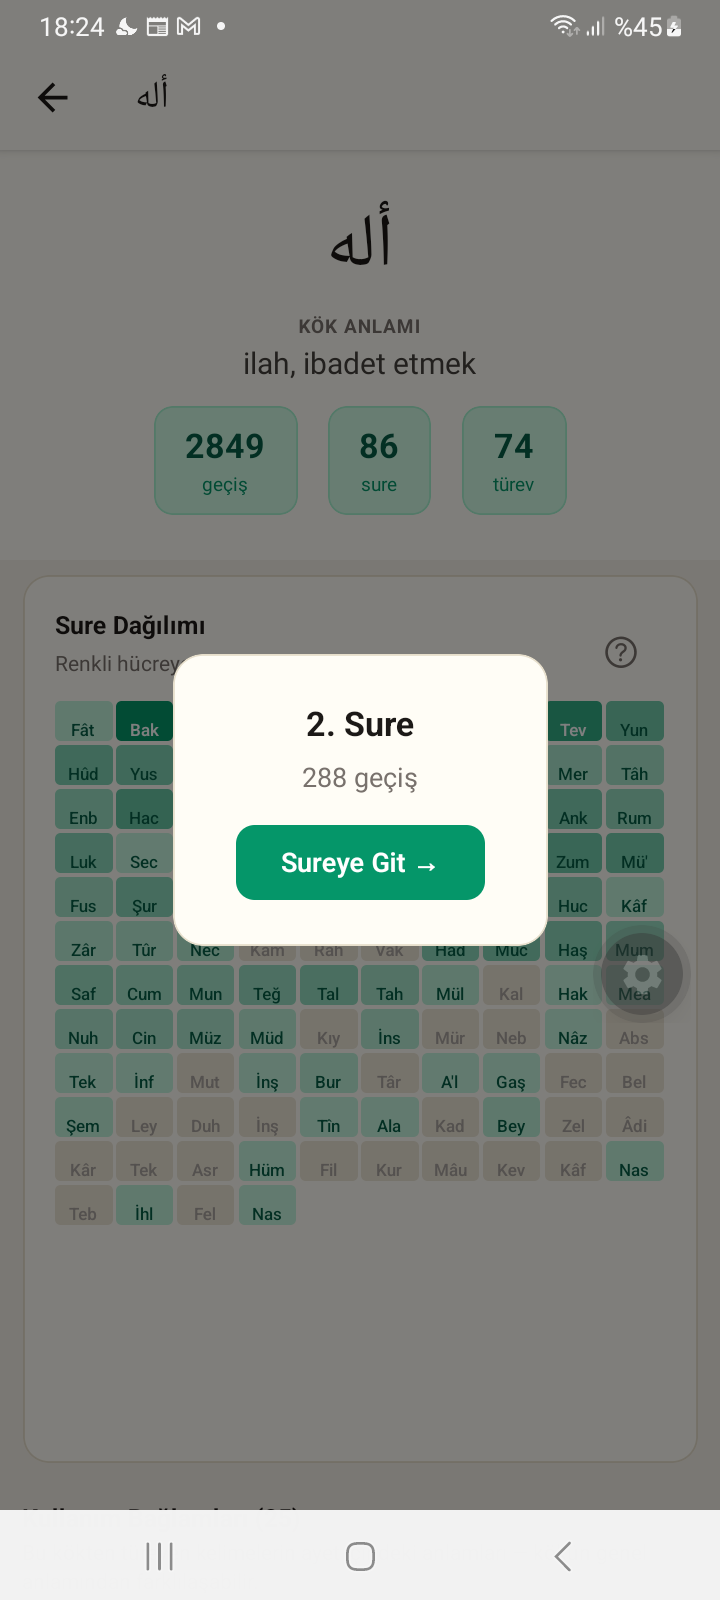 18:24 %45
أله
أله
KÖK ANLAMI
ilah, ibadet etmek
2849 86 74
geçiş sure türev
Sure Dağılımı
Renkli hücrey
?
2. Sure
288 geçiş
Sureye Git →
Fât Bak Tev Yun
Hûd Yus Mer Tâh
Enb Hac Ank Rum
Luk Sec Zum Mü'
Fus Şur Huc Kâf
Zâr Tûr Nec Kam Rah Vak Had Müc Haş Mum
Saf Cum Mun Teğ Tal Tah Mül Kal Hak Mea
Nuh Cin Müz Müd Kıy İns Mür Neb Nâz Abs
Tek İnf Mut İnş Bur Târ A'l Gaş Fec Bel
Şem Ley Duh İnş Tîn Ala Kad Bey Zel Âdi
Kâr Tek Asr Hüm Fîl Kur Mâu Kev Kâf Nas
Teb İhl Fel Nas